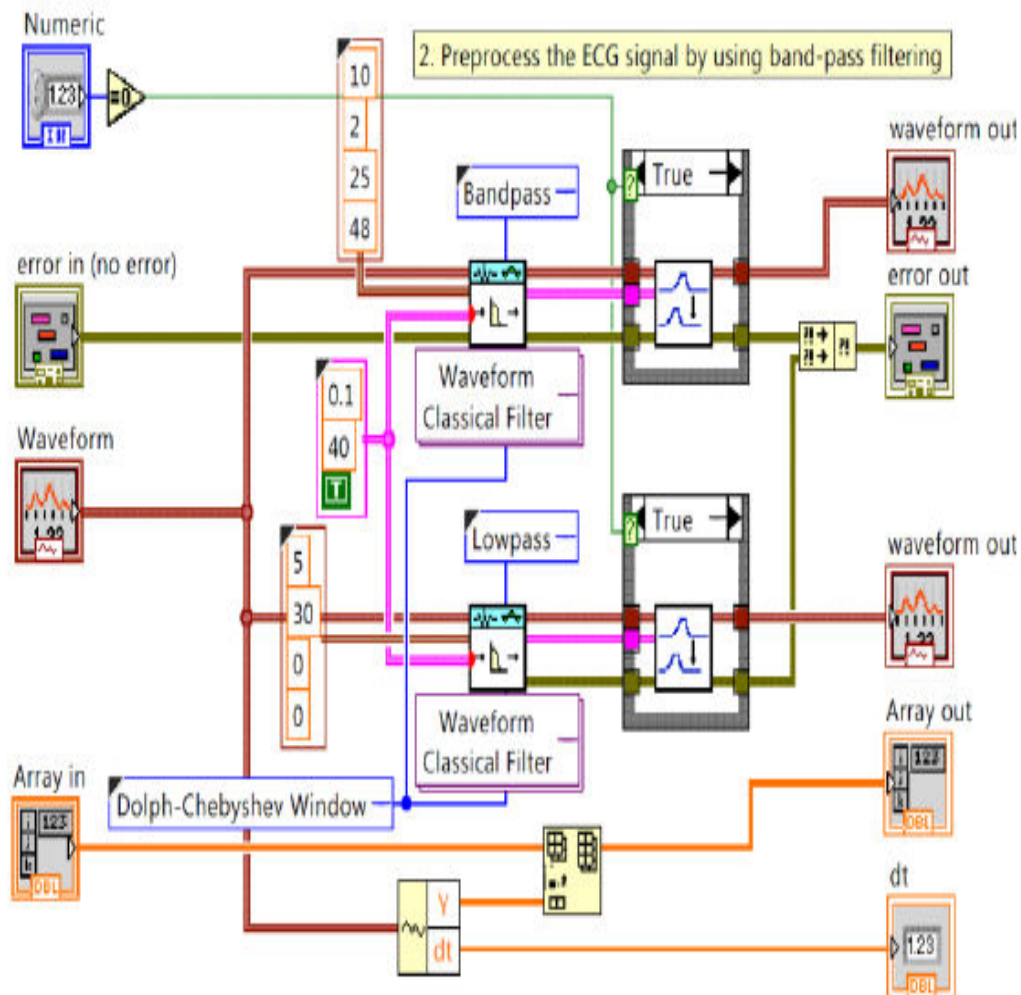 Numeric
2. Preprocess the ECG signal by using band-pass filtering
123
=0
10
2
25
48
waveform out
True
Bandpass
error in (no error)
error out
Waveform
Classical Filter
0.1
40
T
Waveform
True
waveform out
Lowpass
5
30
0
0
Waveform
Classical Filter
Array out
Array in
Dolph-Chebyshev Window
123
DBL
123
DBL
Y
dt
dt
1.23
DBL